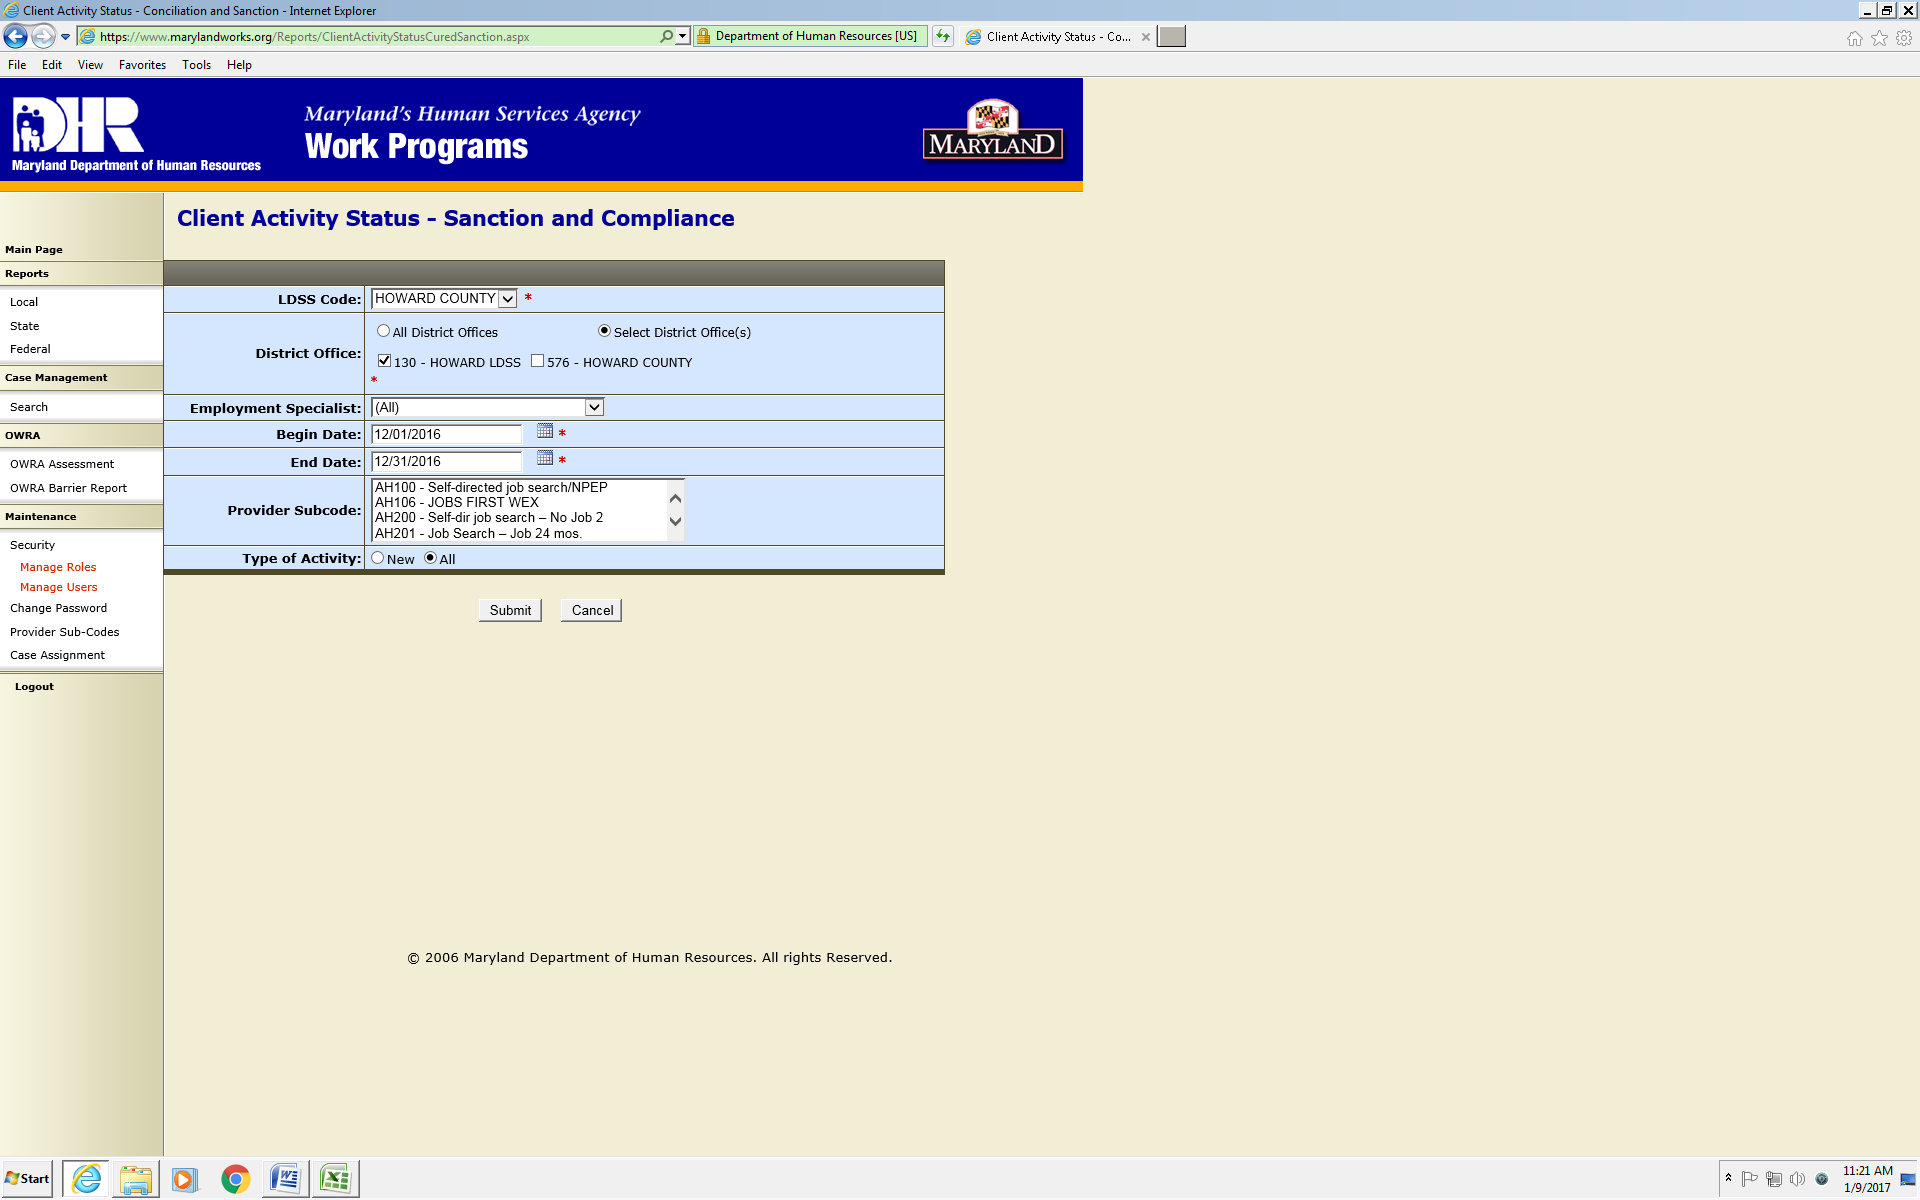 Client Activity Status - Conciliation and Sanction - Internet Explorer
https://www.marylandworks.org/Reports/ClientActivityStatusCuredSanction.aspx
Department of Human Resources [US]
Client Activity Status - Co...
File Edit View Favorites Tools Help
DHR
Maryland Department of Human Resources
Maryland's Human Services Agency
Work Programs
MARYLAND
Client Activity Status - Sanction and Compliance
Main Page
Reports
Local
State
Federal
Case Management
Search
OWRA
OWRA Assessment
OWRA Barrier Report
Maintenance
Security
Manage Roles
Manage Users
Change Password
Provider Sub-Codes
Case Assignment
Logout
LDSS Code: HOWARD COUNTY *
District Office: All District Offices Select District Office(s)
130 - HOWARD LDSS 576 - HOWARD COUNTY
*
Employment Specialist: (All)
Begin Date: 12/01/2016 *
End Date: 12/31/2016 *
Provider Subcode:
AH100 - Self-directed job search/NPEP
AH106 - JOBS FIRST WEX
AH200 - Self-dir job search – No Job 2
AH201 - Job Search – Job 24 mos.
Type of Activity: New All
Submit Cancel
© 2006 Maryland Department of Human Resources. All rights Reserved.
Start
11:21 AM
1/9/2017